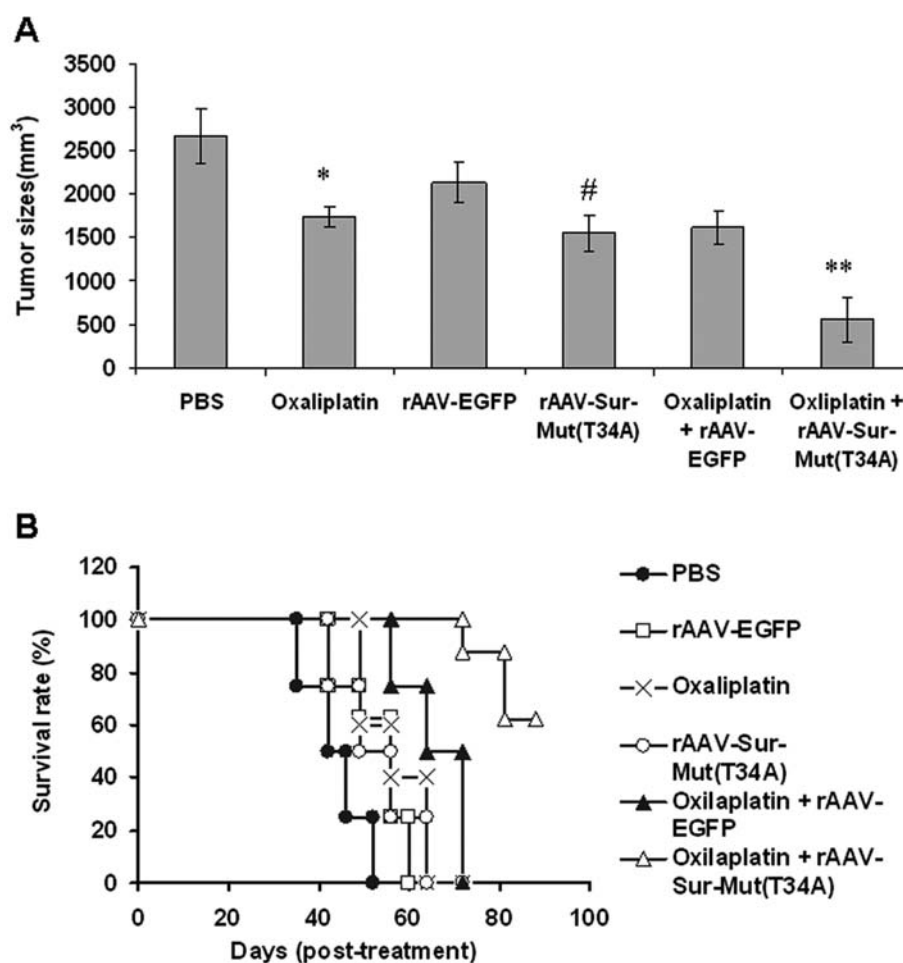 A
3500
3000
2500
2000
1500
1000
500
0
Tumor sizes(mm³)
*
#
**
PBS
Oxaliplatin
rAAV-EGFP
rAAV-Sur-
Mut(T34A)
Oxaliplatin
+ rAAV-
EGFP
Oxliplatin +
rAAV-Sur-
Mut(T34A)
B
120
100
80
60
40
20
0
Survival rate (%)
0
20
40
60
80
100
Days (post-treatment)
PBS
rAAV-EGFP
Oxaliplatin
rAAV-Sur-
Mut(T34A)
Oxilaplatin + rAAV-
EGFP
Oxilaplatin + rAAV-
Sur-Mut(T34A)